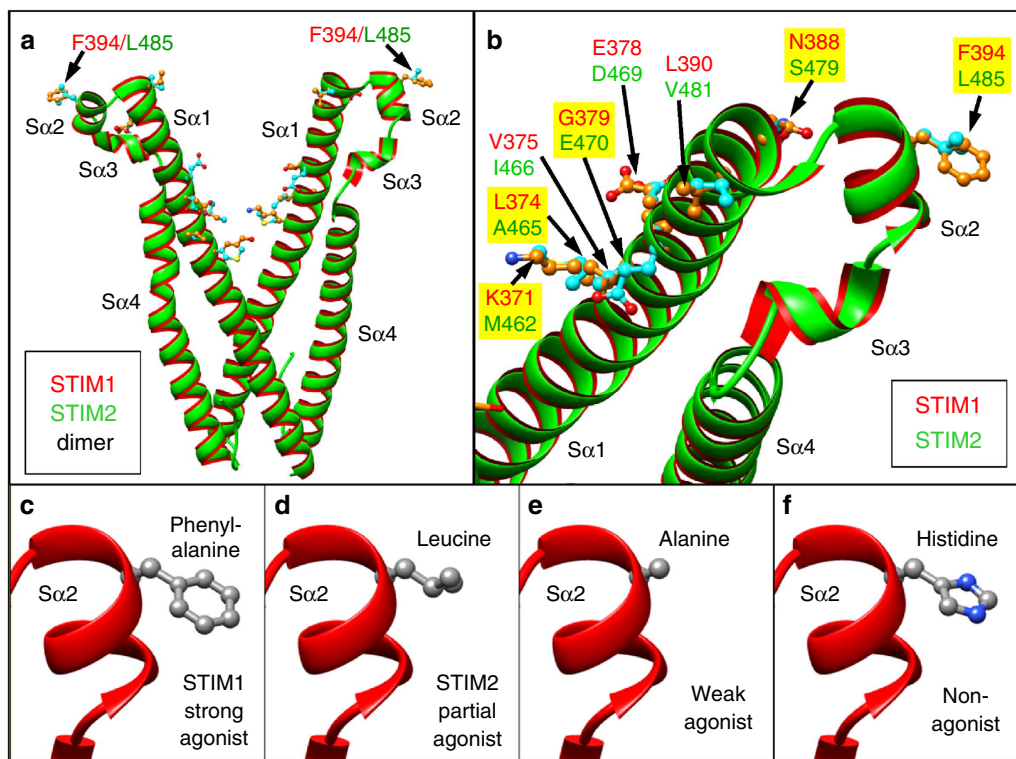 a
F394/L485
F394/L485
Sα2
Sα1
Sα1
Sα2
Sα3
Sα3
Sα4
Sα4
STIM1
STIM2
dimer
b
E378
D469
L390
V481
N388
S479
F394
L485
V375
I466
G379
E470
L374
A465
K371
M462
Sα2
Sα3
Sα1
Sα4
STIM1
STIM2
c
Phenyl-
alanine
Sα2
STIM1
strong
agonist
d
Leucine
Sα2
STIM2
partial
agonist
e
Alanine
Sα2
Weak
agonist
f
Histidine
Sα2
Non-
agonist